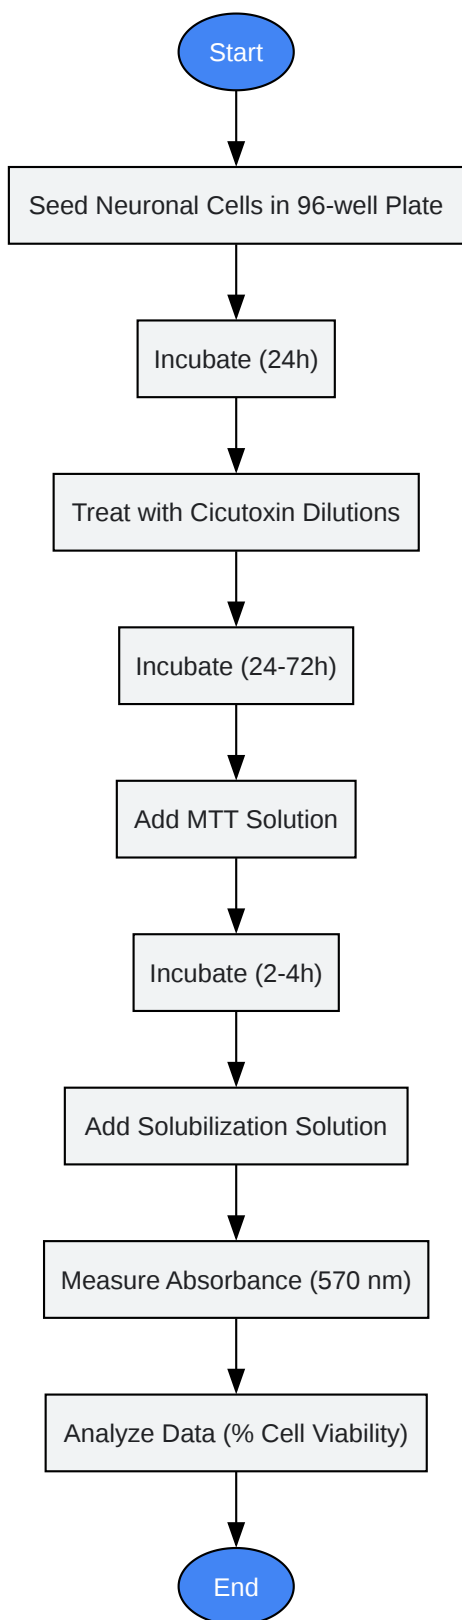 Start
Seed Neuronal Cells in 96-well Plate
Incubate (24h)
Treat with Cicutoxin Dilutions
Incubate (24-72h)
Add MTT Solution
Incubate (2-4h)
Add Solubilization Solution
Measure Absorbance (570 nm)
Analyze Data (% Cell Viability)
End